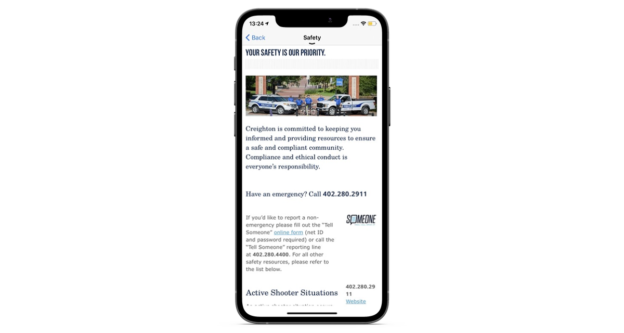 13:24
Back
Safety
YOUR SAFETY IS OUR PRIORITY.
Creighton is committed to keeping you
informed and providing resources to ensure
a safe and compliant community.
Compliance and ethical conduct is
everyone's responsibility.
Have an emergency? Call 402.280.2911
If you'd like to report a non-
emergency please fill out the "Tell
Someone" online form (net ID
and password required) or call the
"Tell Someone" reporting line
at 402.280.4400. For all other
safety resources, please refer to
the list below.
SOMEONE
Active Shooter Situations
402.280.29
11
Website